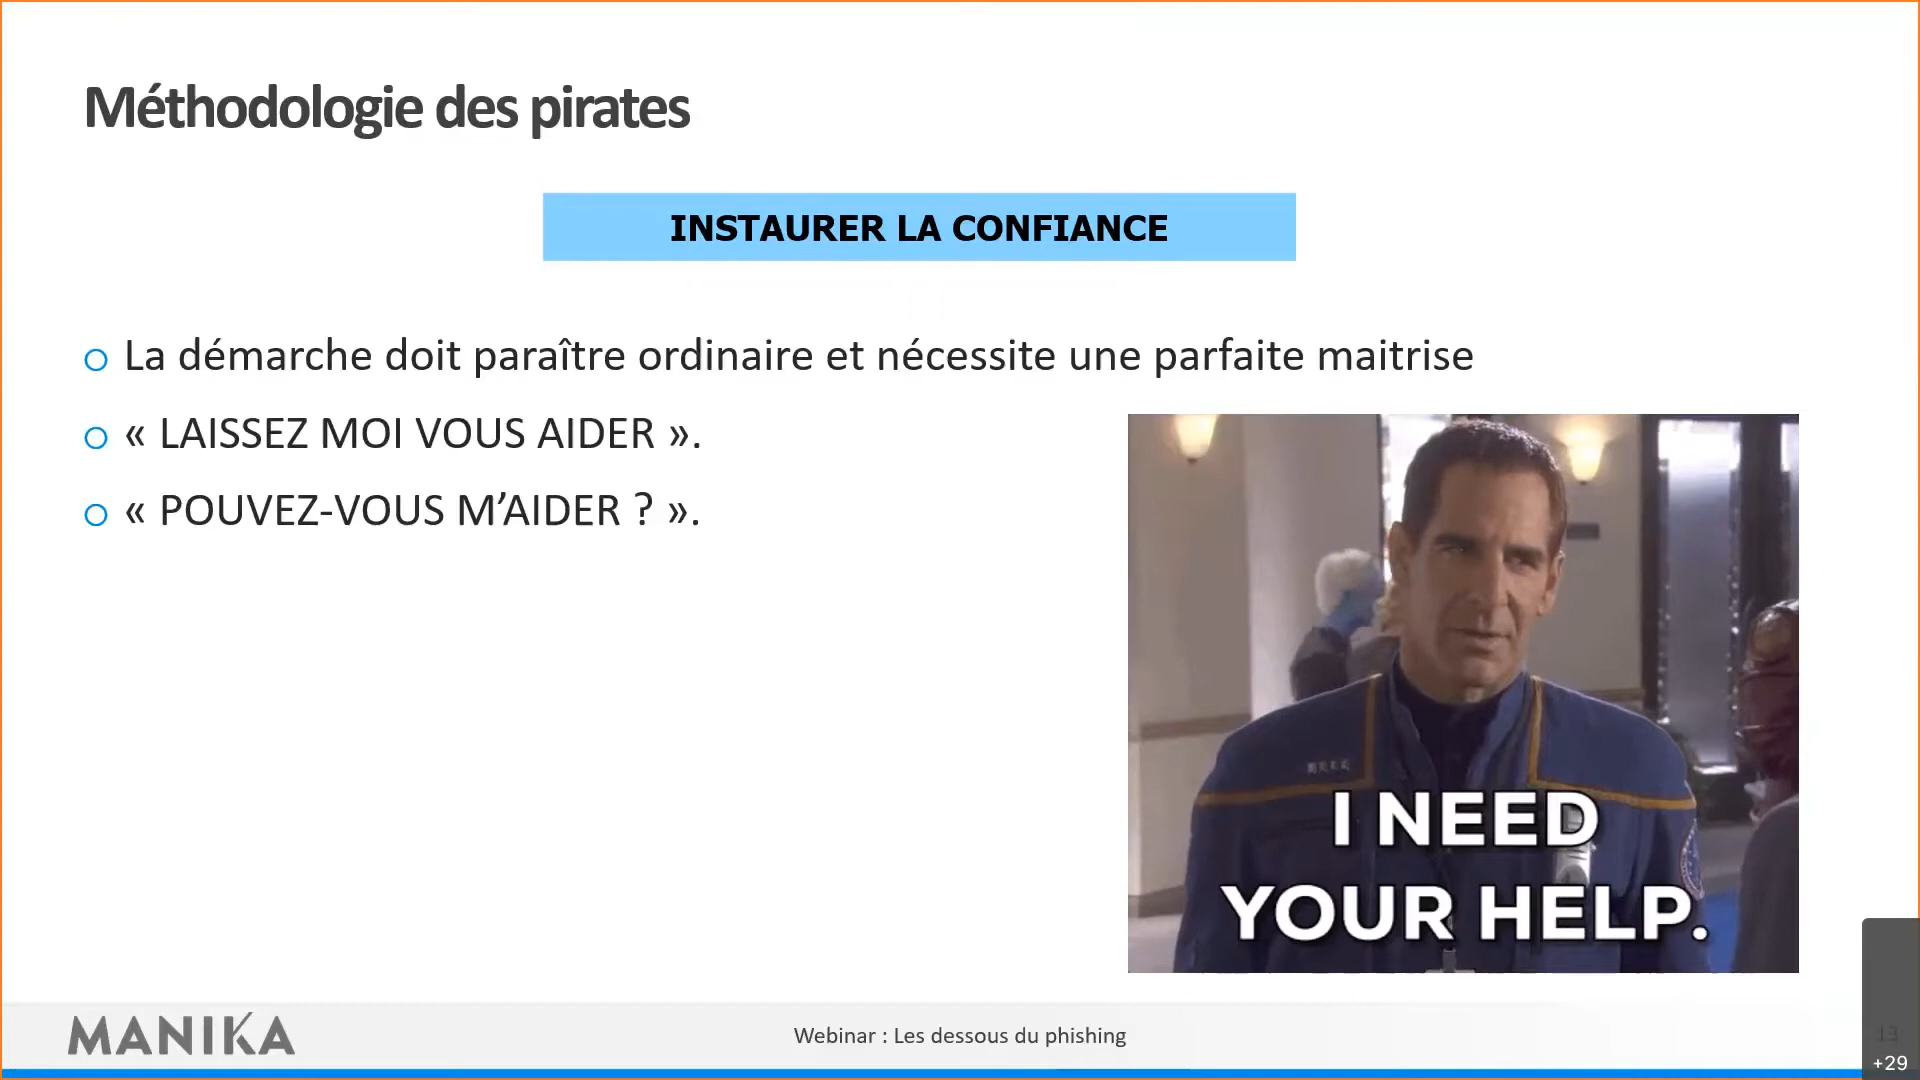 Méthodologie des pirates
INSTAURER LA CONFIANCE
La démarche doit paraître ordinaire et nécessite une parfaite maitrise
« LAISSEZ MOI VOUS AIDER ».
« POUVEZ-VOUS M’AIDER ? ».
I NEED
YOUR HELP.
MANIKA
Webinar : Les dessous du phishing
13
+29